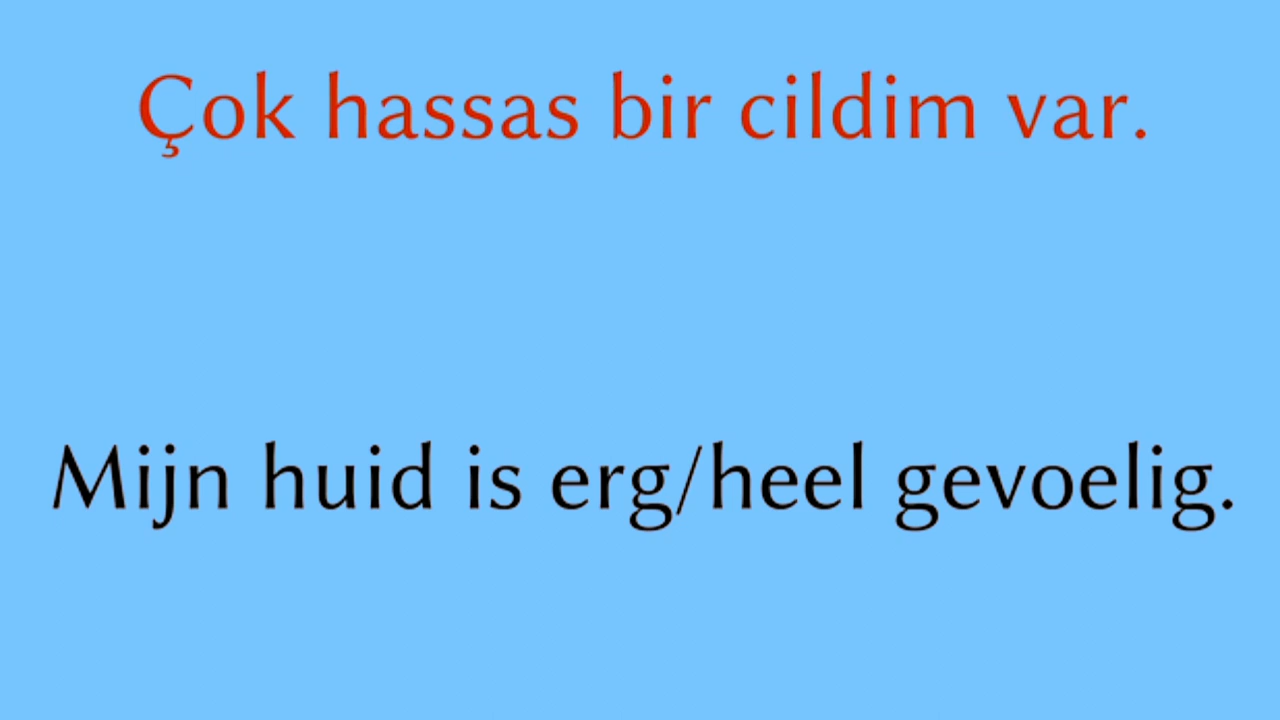 Çok hassas bir cildim var.
Mijn huid is erg/heel gevoelig.